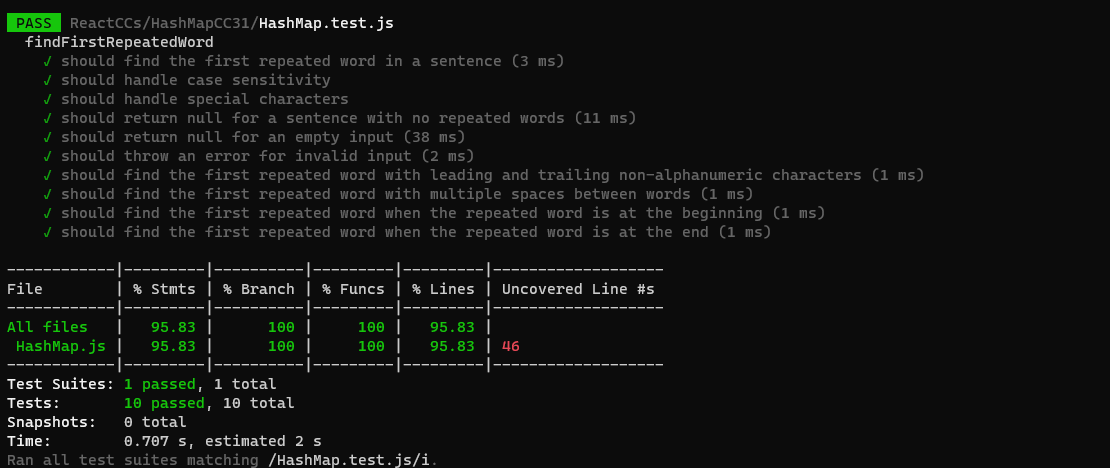 PASS ReactCCs/HashMapCC31/HashMap.test.js
  findFirstRepeatedWord
    √ should find the first repeated word in a sentence (3 ms)
    √ should handle case sensitivity
    √ should handle special characters
    √ should return null for a sentence with no repeated words (11 ms)
    √ should return null for an empty input (38 ms)
    √ should throw an error for invalid input (2 ms)
    √ should find the first repeated word with leading and trailing non-alphanumeric characters (1 ms)
    √ should find the first repeated word with multiple spaces between words (1 ms)
    √ should find the first repeated word when the repeated word is at the beginning (1 ms)
    √ should find the first repeated word when the repeated word is at the end (1 ms)
------------|---------|----------|---------|---------|-------------------
File        | % Stmts | % Branch | % Funcs | % Lines | Uncovered Line #s
------------|---------|----------|---------|---------|-------------------
All files   |   95.83 |      100 |     100 |   95.83 |
 HashMap.js |   95.83 |      100 |     100 |   95.83 | 46
------------|---------|----------|---------|---------|-------------------
Test Suites: 1 passed, 1 total
Tests:       10 passed, 10 total
Snapshots:   0 total
Time:        0.707 s, estimated 2 s
Ran all test suites matching /HashMap.test.js/i.